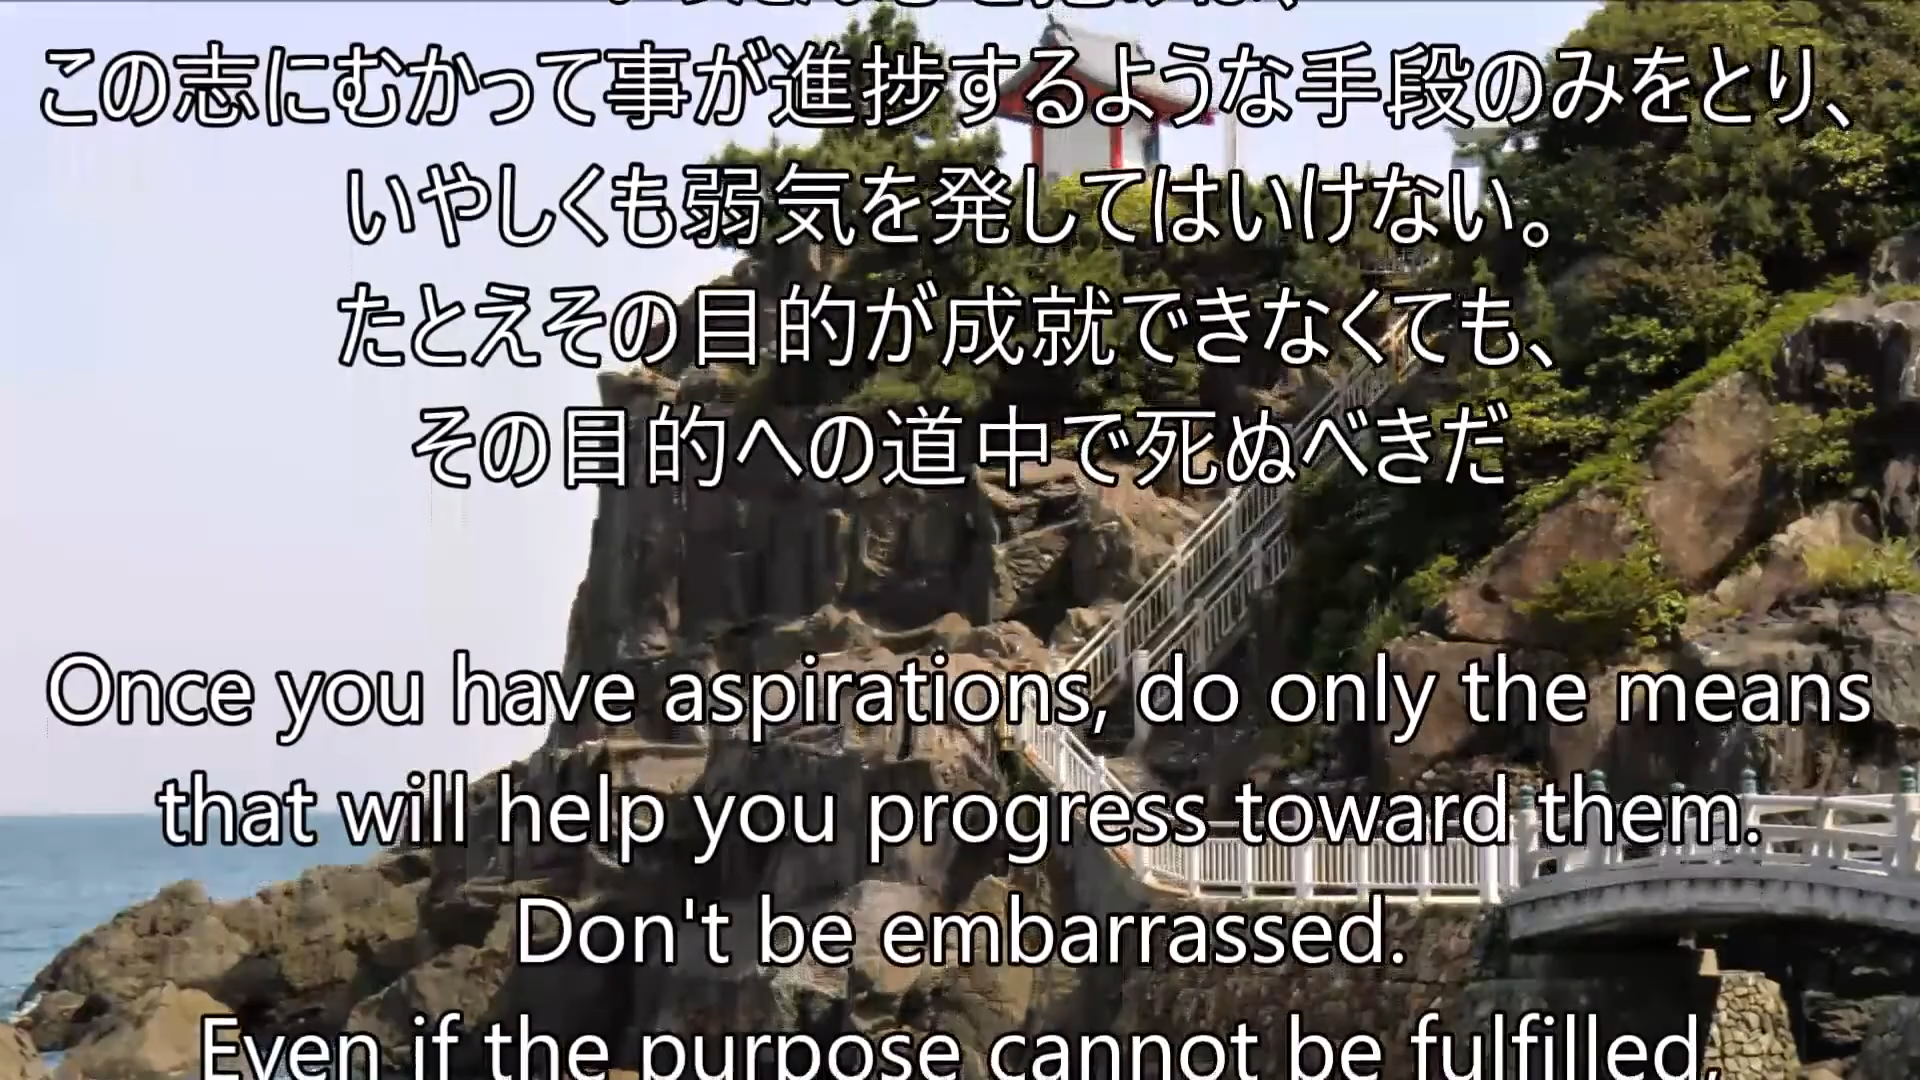 この志にむかって事が進捗するような手段のみをとり、
いやしくも弱気を発してはいけない。
たとえその目的が成就できなくても、
その目的への道中で死ぬべきだ
Once you have aspirations, do only the means
that will help you progress toward them.
Don't be embarrassed.
Even if the purpose cannot be fulfilled,